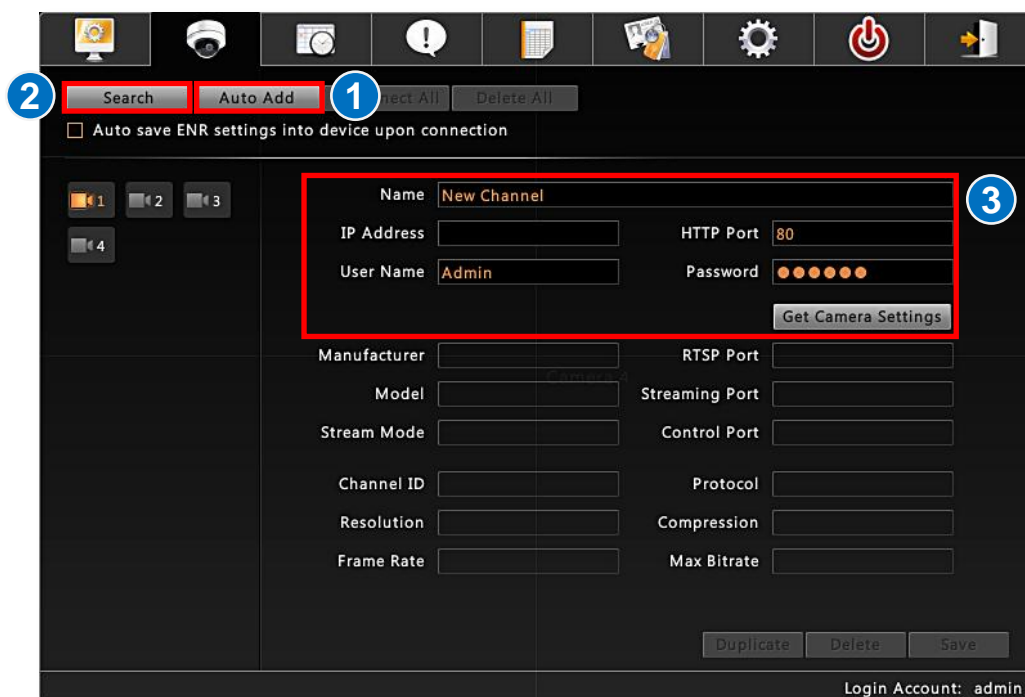 2 Search Auto Add 1 nect All Delete All
Auto save ENR settings into device upon connection
1 2 3
4
Name New Channel 3
IP Address HTTP Port 80
User Name Admin Password ●●●●●●
Get Camera Settings
Manufacturer RTSP Port
Camera 4
Model Streaming Port
Stream Mode Control Port
Channel ID Protocol
Resolution Compression
Frame Rate Max Bitrate
Duplicate Delete Save
Login Account: admin